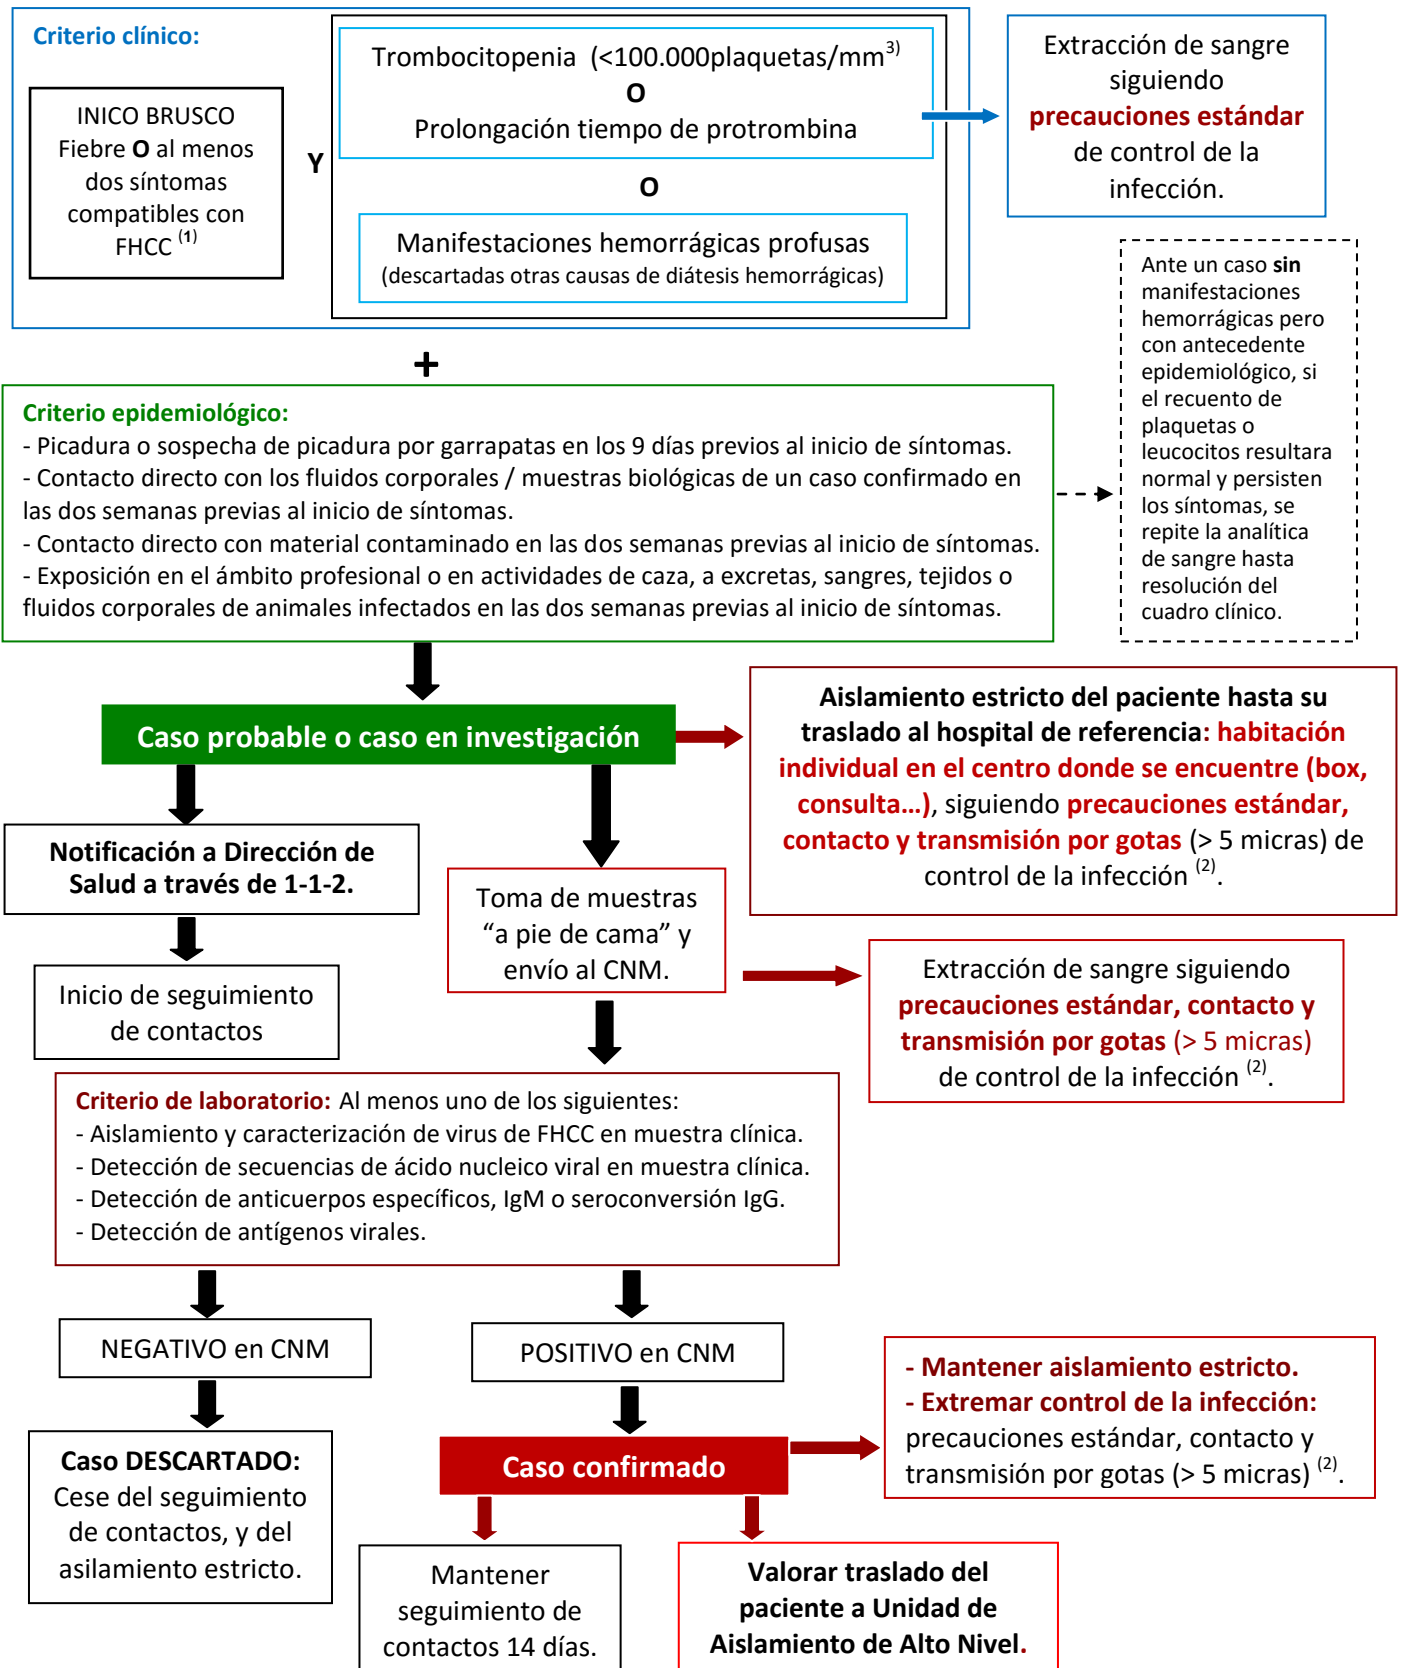 Criterio clínico:
INICO BRUSCO
Fiebre O al menos
dos síntomas
compatibles con
FHCC (1)
Y
Trombocitopenia (<100.000plaquetas/mm3)
O
Prolongación tiempo de protrombina
O
Manifestaciones hemorrágicas profusas
(descartadas otras causas de diátesis hemorrágicas)
Extracción de sangre
siguiendo
precauciones estándar
de control de la
infección.
+
Criterio epidemiológico:
- Picadura o sospecha de picadura por garrapatas en los 9 días previos al inicio de síntomas.
- Contacto directo con los fluidos corporales / muestras biológicas de un caso confirmado en
las dos semanas previas al inicio de síntomas.
- Contacto directo con material contaminado en las dos semanas previas al inicio de síntomas.
- Exposición en el ámbito profesional o en actividades de caza, a excretas, sangres, tejidos o
fluidos corporales de animales infectados en las dos semanas previas al inicio de síntomas.
Ante un caso sin
manifestaciones
hemorrágicas pero
con antecedente
epidemiológico, si
el recuento de
plaquetas o
leucocitos resultara
normal y persisten
los síntomas, se
repite la analítica
de sangre hasta
resolución del
cuadro clínico.
Caso probable o caso en investigación
Aislamiento estricto del paciente hasta su
traslado al hospital de referencia: habitación
individual en el centro donde se encuentre (box,
consulta…), siguiendo precauciones estándar,
contacto y transmisión por gotas (> 5 micras) de
control de la infección (2).
Notificación a Dirección de
Salud a través de 1-1-2.
Inicio de seguimiento
de contactos
Toma de muestras
“a pie de cama” y
envío al CNM.
Extracción de sangre siguiendo
precauciones estándar, contacto y
transmisión por gotas (> 5 micras)
de control de la infección (2).
Criterio de laboratorio: Al menos uno de los siguientes:
- Aislamiento y caracterización de virus de FHCC en muestra clínica.
- Detección de secuencias de ácido nucleico viral en muestra clínica.
- Detección de anticuerpos específicos, IgM o seroconversión IgG.
- Detección de antígenos virales.
NEGATIVO en CNM
POSITIVO en CNM
Caso DESCARTADO:
Cese del seguimiento
de contactos, y del
asilamiento estricto.
Caso confirmado
- Mantener aislamiento estricto.
- Extremar control de la infección:
precauciones estándar, contacto y
transmisión por gotas (> 5 micras) (2).
Mantener
seguimiento de
contactos 14 días.
Valorar traslado del
paciente a Unidad de
Aislamiento de Alto Nivel.